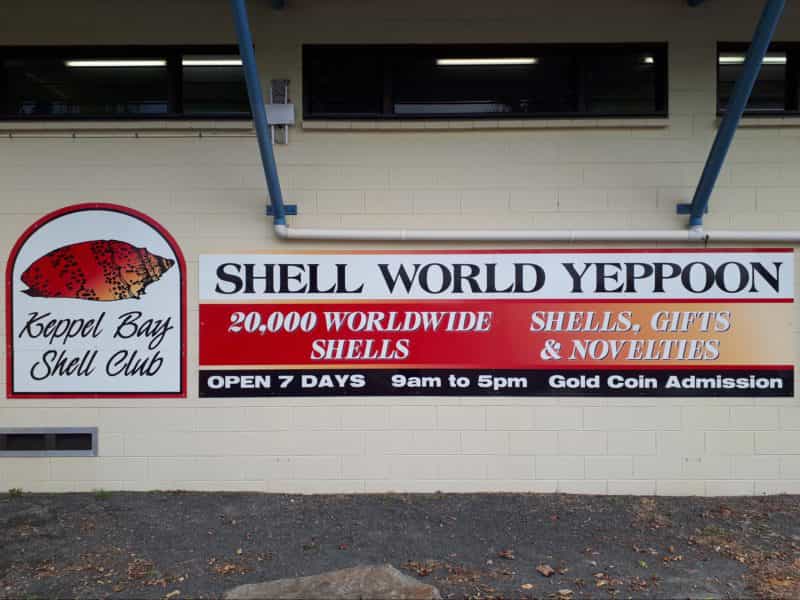 Keppel Bay
Shell Club
SHELL WORLD YEPPOON
20,000 WORLDWIDE
SHELLS
SHELLS, GIFTS
& NOVELTIES
OPEN 7 DAYS 9am to 5pm Gold Coin Admission